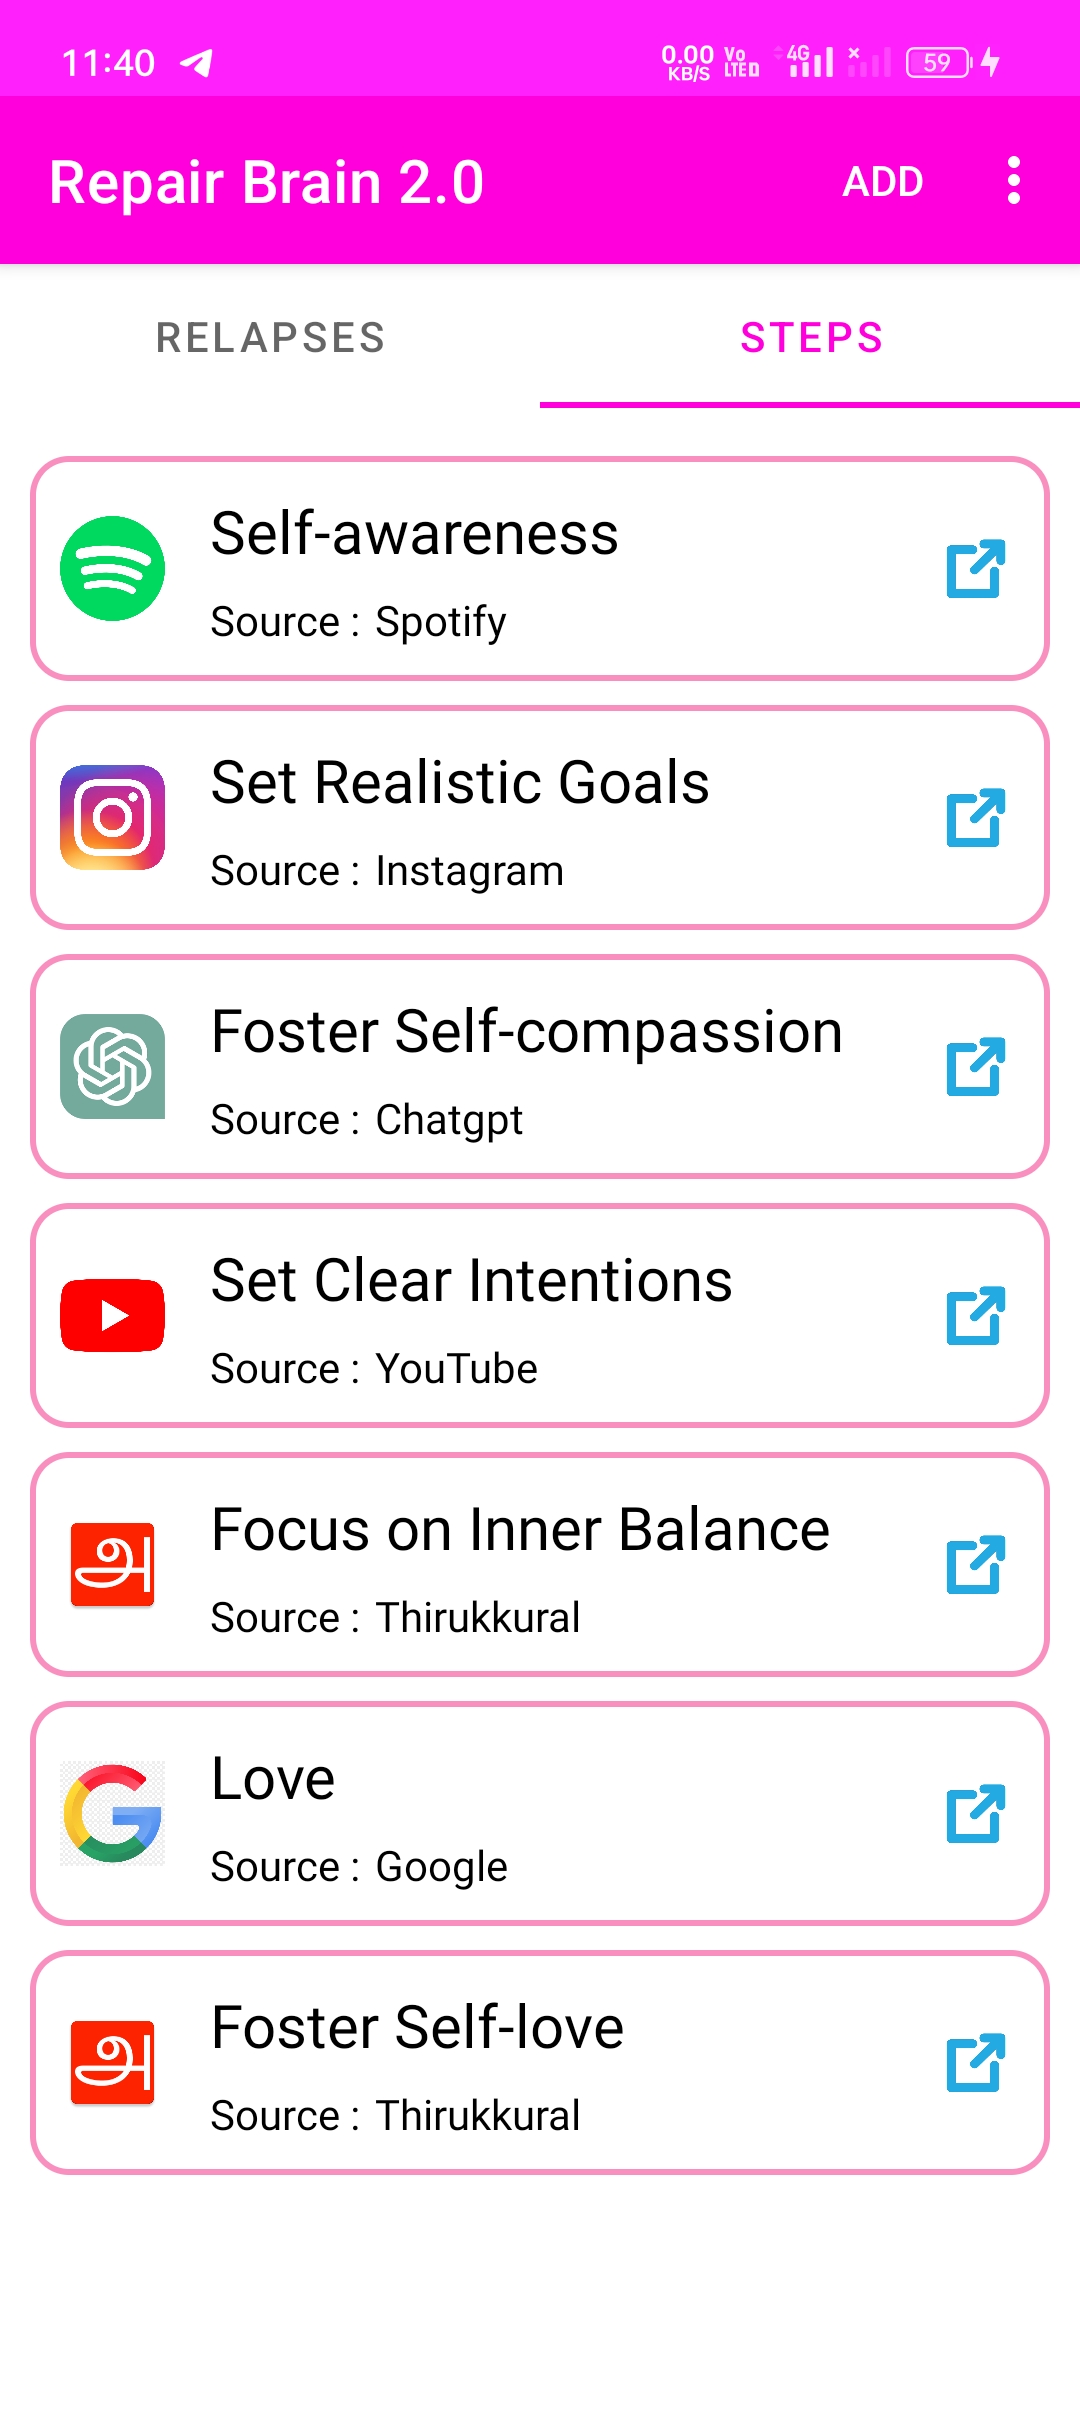 11:40
0.00 KB/S
Vo LTE D
4G
59
Repair Brain 2.0
ADD
RELAPSES
STEPS
Self-awareness
Source : Spotify
Set Realistic Goals
Source : Instagram
Foster Self-compassion
Source : Chatgpt
Set Clear Intentions
Source : YouTube
அ
Focus on Inner Balance
Source : Thirukkural
Love
Source : Google
அ
Foster Self-love
Source : Thirukkural